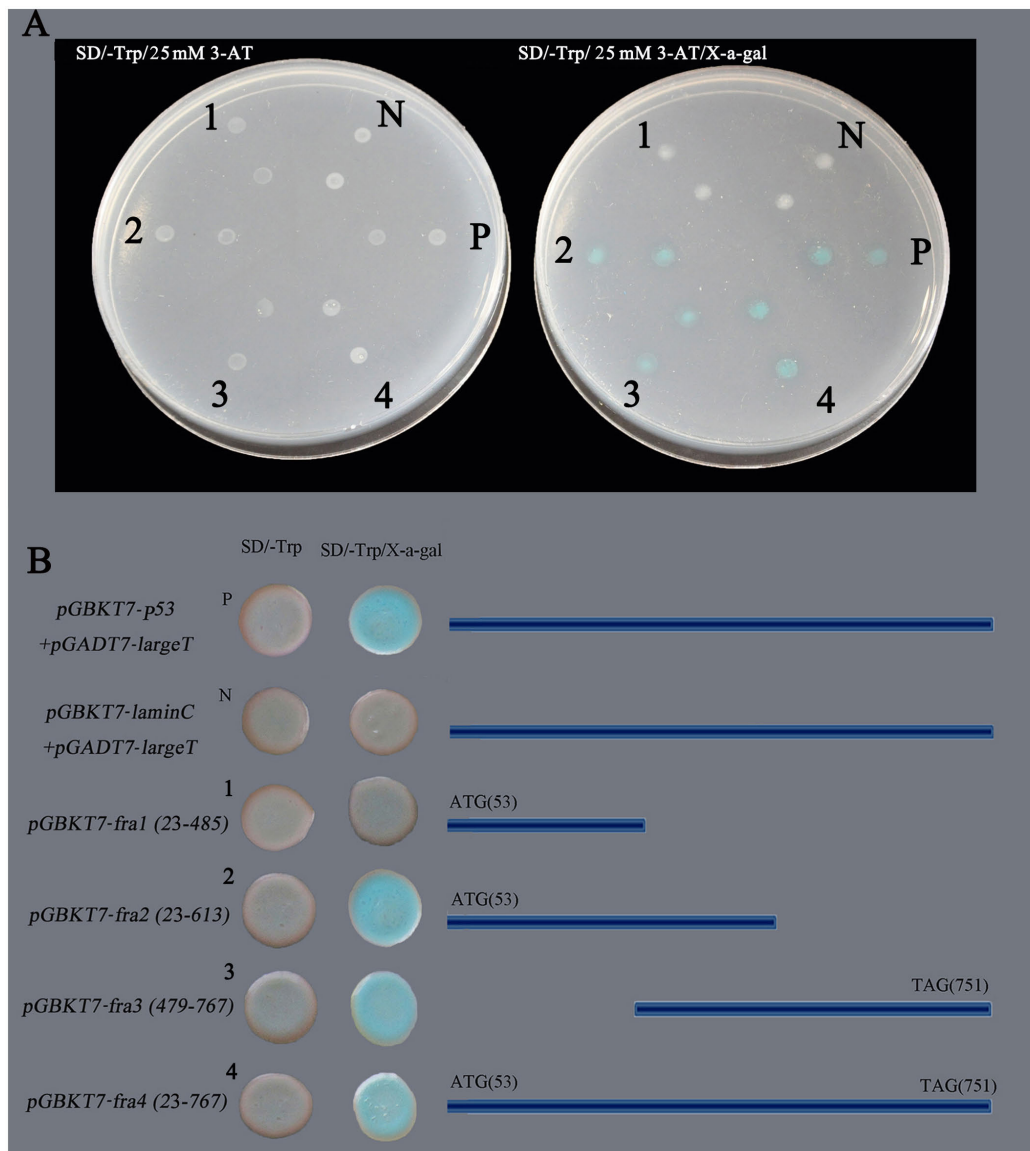 A
SD/-Trp/25 mM 3-AT
SD/-Trp/ 25 mM 3-AT/X-a-gal
1
N
2
P
3
4
1
N
2
P
3
4
B
SD/-Trp
SD/-Trp/X-a-gal
P
pGBKT7-p53
+pGADT7-largeT
N
pGBKT7-laminC
+pGADT7-largeT
1
pGBKT7-fra1 (23-485)
ATG(53)
2
pGBKT7-fra2 (23-613)
ATG(53)
3
pGBKT7-fra3 (479-767)
TAG(751)
4
pGBKT7-fra4 (23-767)
ATG(53)
TAG(751)